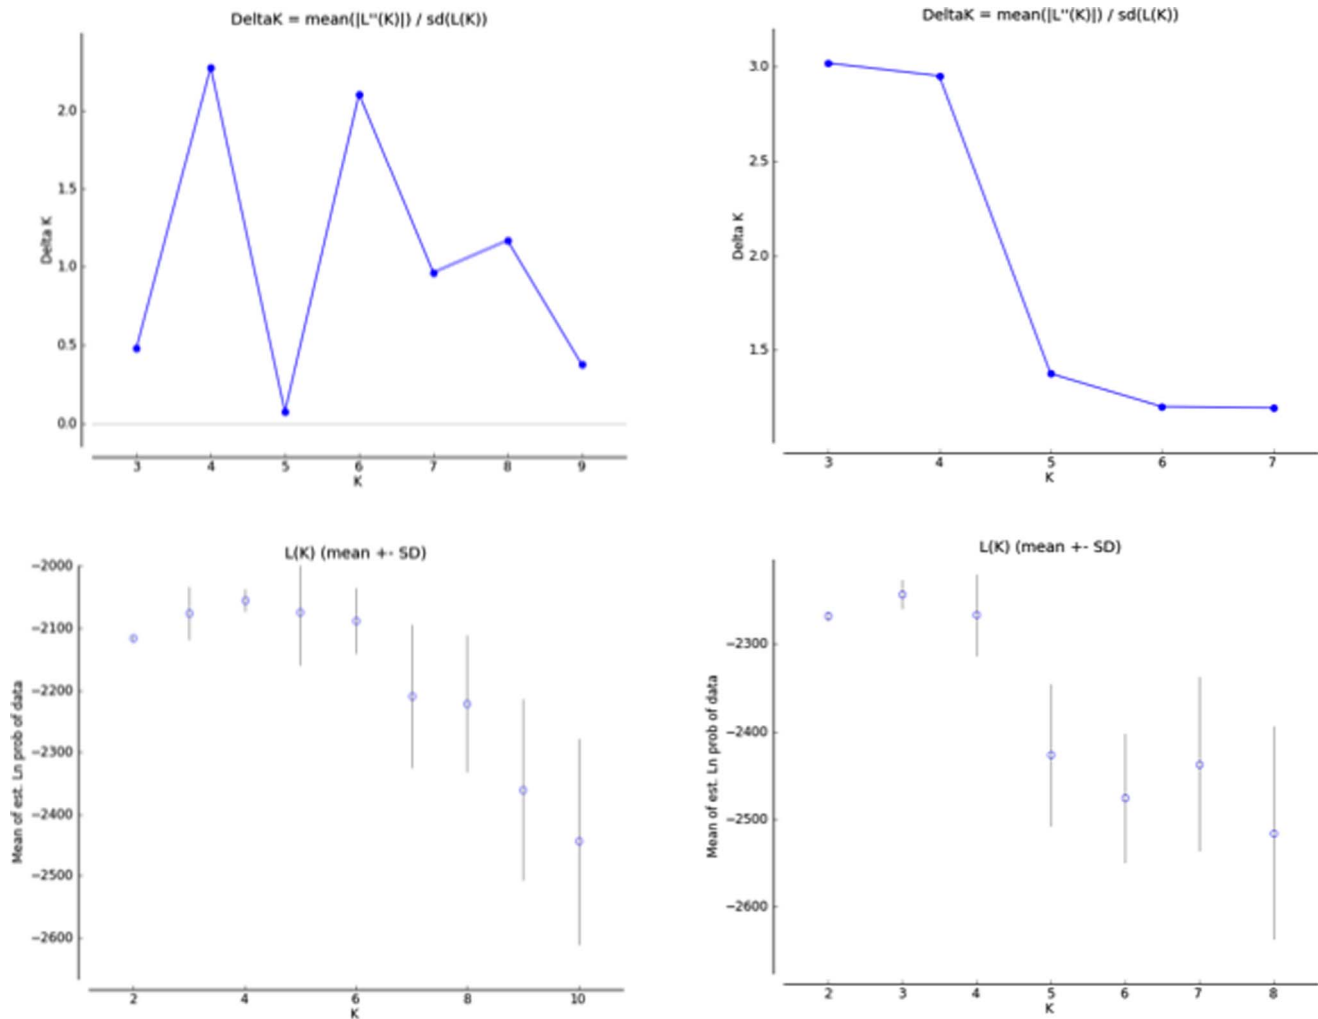 DeltaK = mean(|L"(K)|) / sd(L(K))
Delta K
2.0
1.5
1.0
0.5
0.0
3 4 5 6 7 8 9
K
DeltaK = mean(|L"(K)|) / sd(L(K))
Delta K
3.0
2.5
2.0
1.5
3 4 5 6 7
K
L(K) (mean +- SD)
Mean of est. Ln prob of data
−2000
−2100
−2200
−2300
−2400
−2500
−2600
2 4 6 8 10
K
L(K) (mean +- SD)
Mean of est. Ln prob of data
−2300
−2400
−2500
−2600
2 3 4 5 6 7 8
K